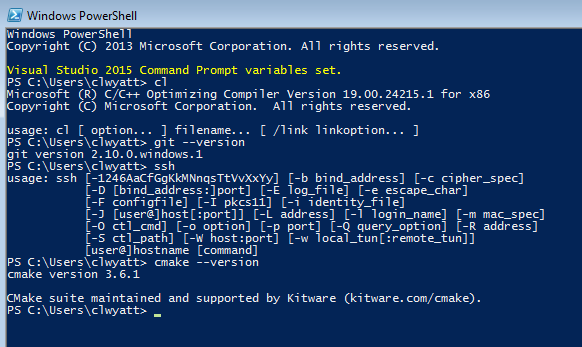 Windows PowerShell
Windows PowerShell
Copyright (C) 2013 Microsoft Corporation. All rights reserved.
Visual Studio 2015 Command Prompt variables set.
PS C:\Users\clwyatt> cl
Microsoft (R) C/C++ Optimizing Compiler Version 19.00.24215.1 for x86
Copyright (C) Microsoft Corporation.  All rights reserved.
usage: cl [ option... ] filename... [ /link linkoption... ]
PS C:\Users\clwyatt> git --version
git version 2.10.0.windows.1
PS C:\Users\clwyatt> ssh
usage: ssh [-1246AaCfGgKkMNnqsTtVvXxYy] [-b bind_address] [-c cipher_spec]
           [-D [bind_address:]port] [-E log_file] [-e escape_char]
           [-F configfile] [-I pkcs11] [-i identity_file]
           [-J [user@]host[:port]] [-L address] [-l login_name] [-m mac_spec]
           [-O ctl_cmd] [-o option] [-p port] [-Q query_option] [-R address]
           [-S ctl_path] [-W host:port] [-w local_tun[:remote_tun]]
           [user@]hostname [command]
PS C:\Users\clwyatt> cmake --version
cmake version 3.6.1
CMake suite maintained and supported by Kitware (kitware.com/cmake).
PS C:\Users\clwyatt> _